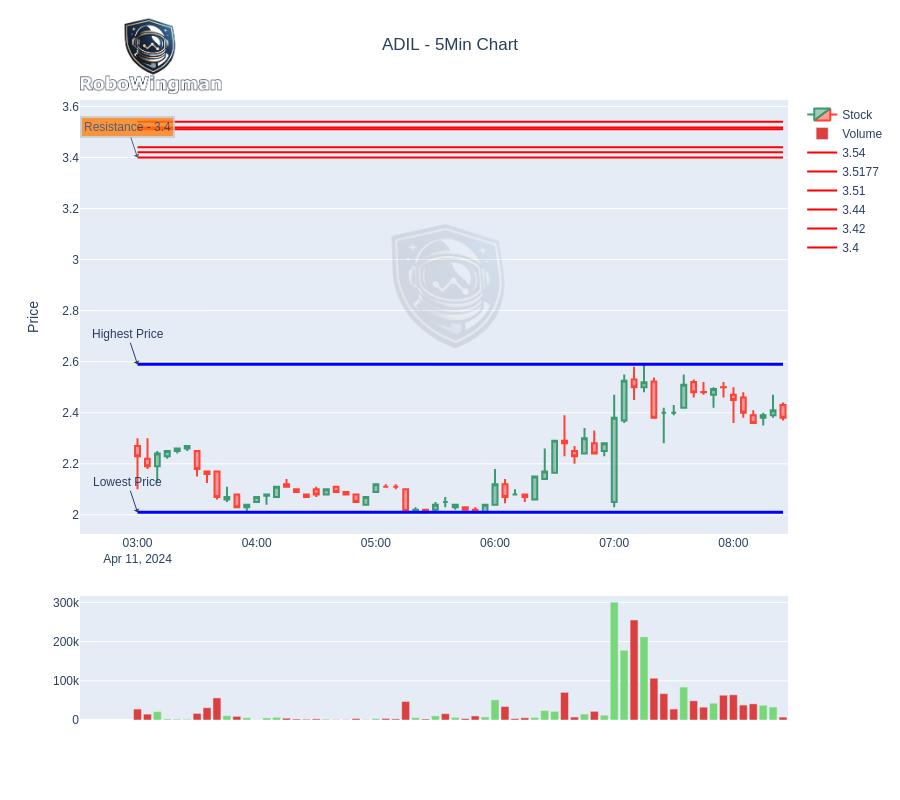 RoboWingman
ADIL - 5Min Chart
Price
3.6
3.4
3.2
3
2.8
2.6
2.4
2.2
2
Resistance - 3.4
Highest Price
Lowest Price
03:00
04:00
05:00
06:00
07:00
08:00
Apr 11, 2024
Stock
Volume
3.54
3.5177
3.51
3.44
3.42
3.4
300k
200k
100k
0